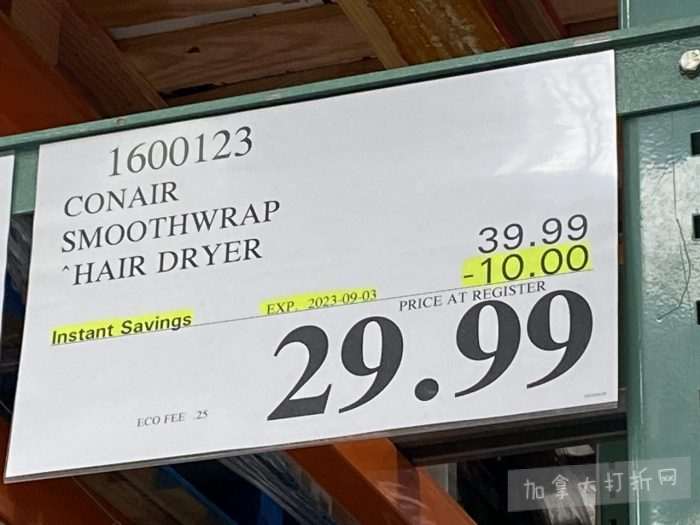 1600123
CONAIR
SMOOTHWRAP
^HAIR DRYER
39.99
-10.00
Instant Savings EXP. 2023-09-03 PRICE AT REGISTER
29.99
ECO FEE .25
加拿大打折网